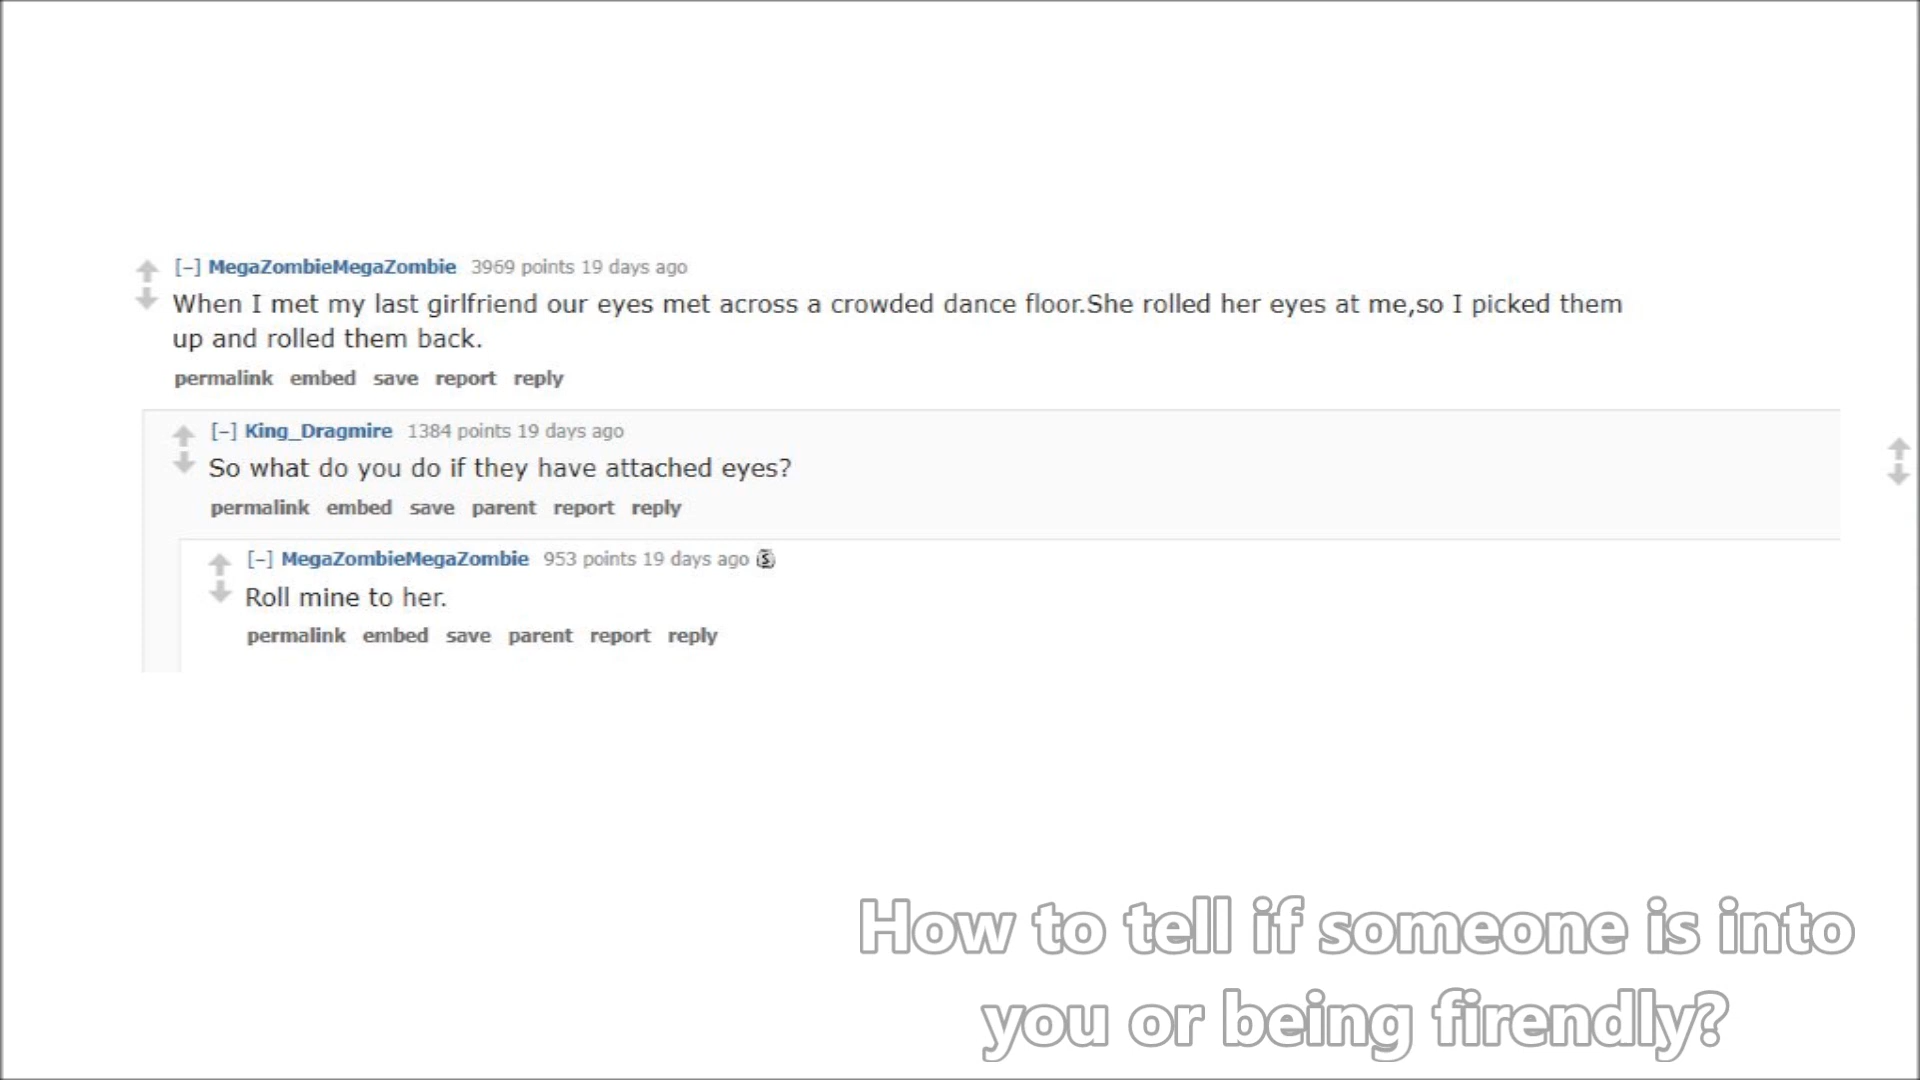 [–] MegaZombieMegaZombie 3969 points 19 days ago
When I met my last girlfriend our eyes met across a crowded dance floor.She rolled her eyes at me,so I picked them
up and rolled them back.
permalink embed save report reply
[–] King_Dragmire 1384 points 19 days ago
So what do you do if they have attached eyes?
permalink embed save parent report reply
[–] MegaZombieMegaZombie 953 points 19 days ago
Roll mine to her.
permalink embed save parent report reply
How to tell if someone is into
you or being firendly?